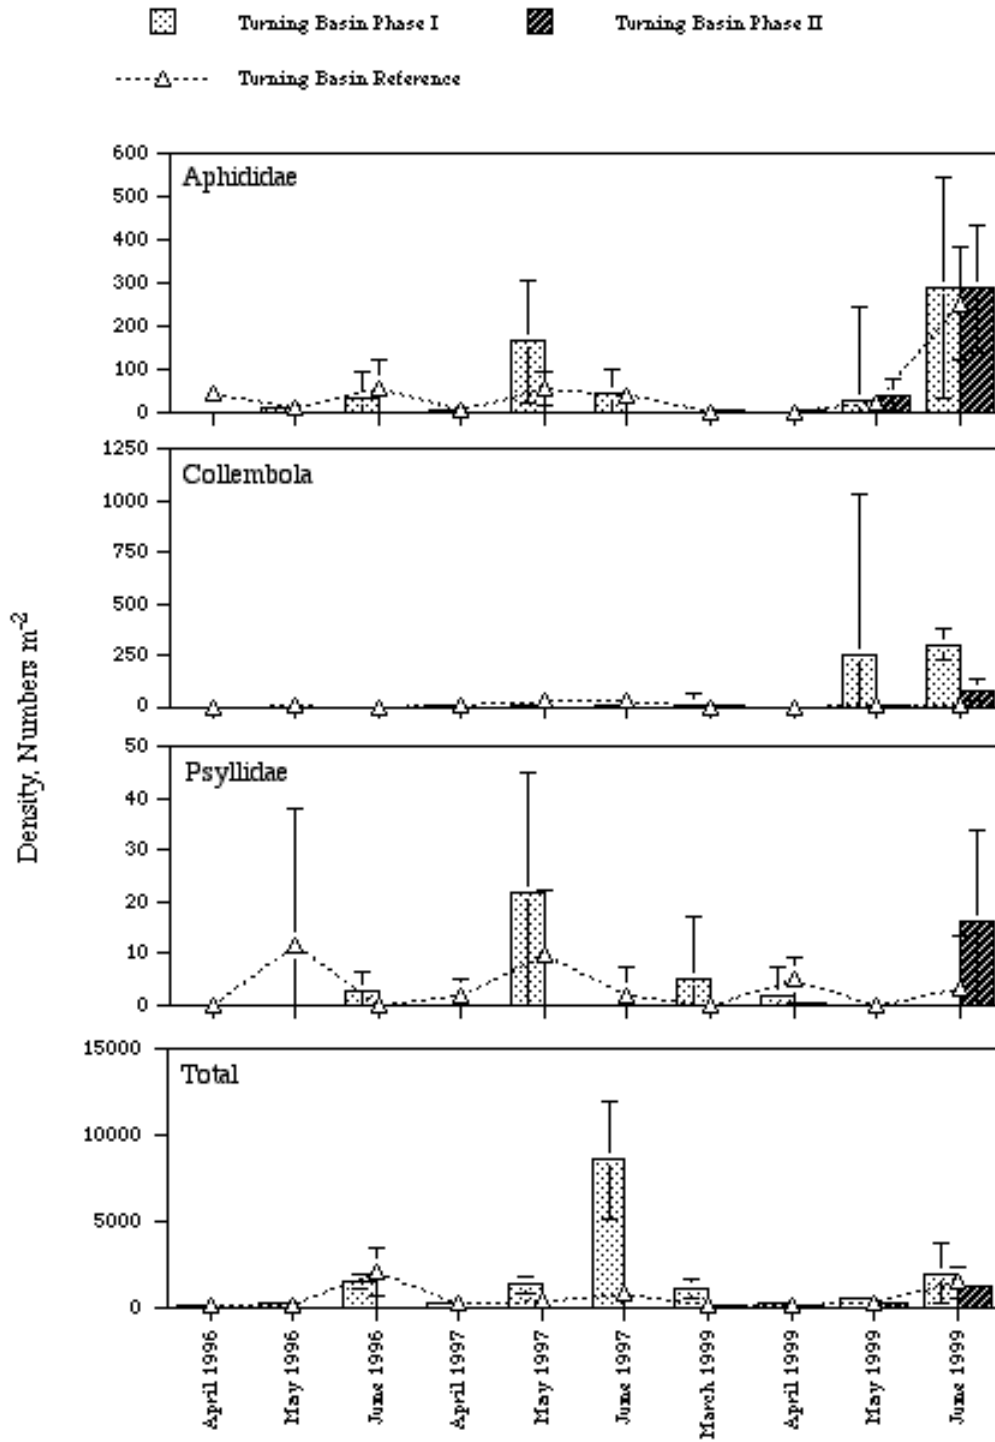 Turning Basin Phase I
Turning Basin Phase II
Turning Basin Reference
Density, Numbers m-2
Aphididae
600
500
400
300
200
100
0
Collembola
1250
1000
750
500
250
0
Psyllidae
50
40
30
20
10
0
Total
15000
10000
5000
0
April 1996
May 1996
June 1996
April 1997
May 1997
June 1997
March 1999
April 1999
May 1999
June 1999